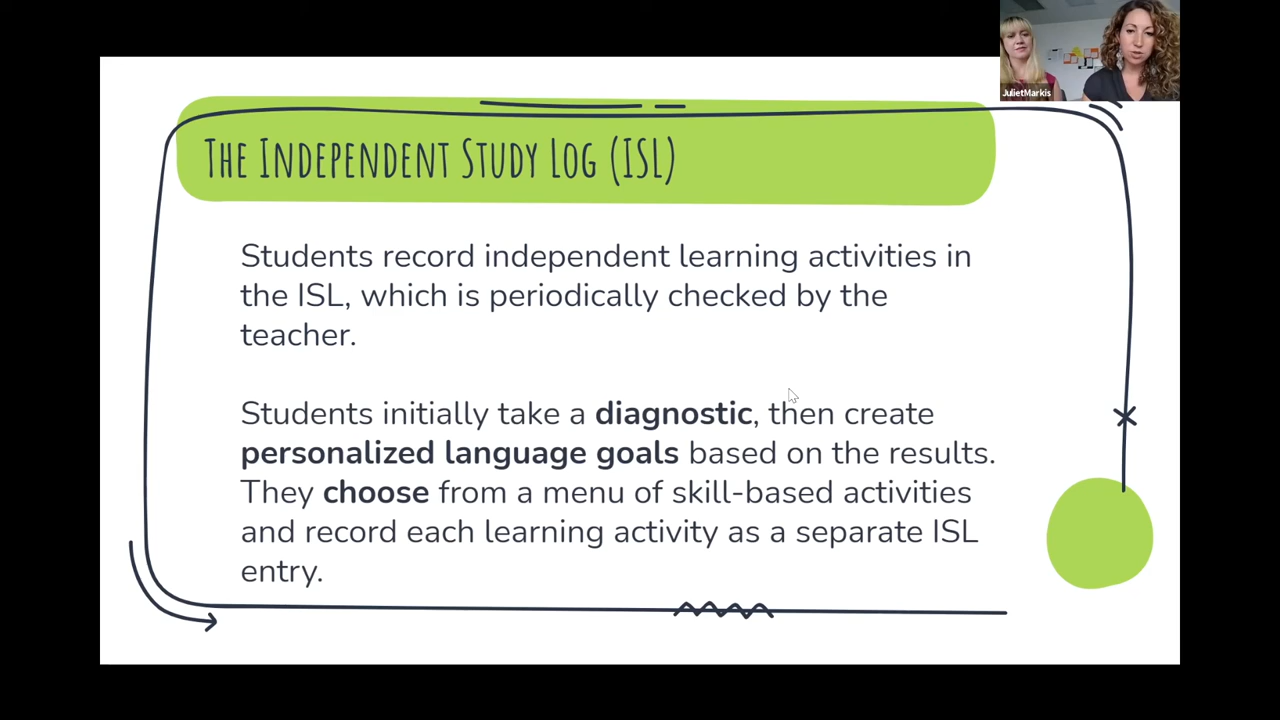 JulietMarkis
The Independent Study Log (ISL)
Students record independent learning activities in
the ISL, which is periodically checked by the
teacher.
Students initially take a diagnostic, then create
personalized language goals based on the results.
They choose from a menu of skill-based activities
and record each learning activity as a separate ISL
entry.